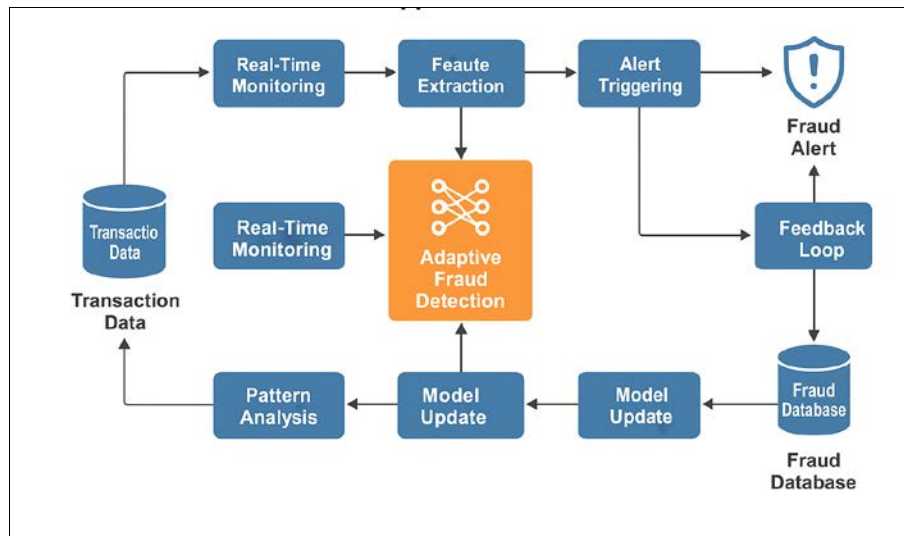 Real-Time
Monitoring
Feaute
Extraction
Alert
Triggering
Fraud
Alert
Transactio
Data
Transaction
Data
Real-Time
Monitoring
Adaptive
Fraud
Detection
Feedback
Loop
Pattern
Analysis
Model
Update
Model
Update
Fraud
Database
Fraud
Database